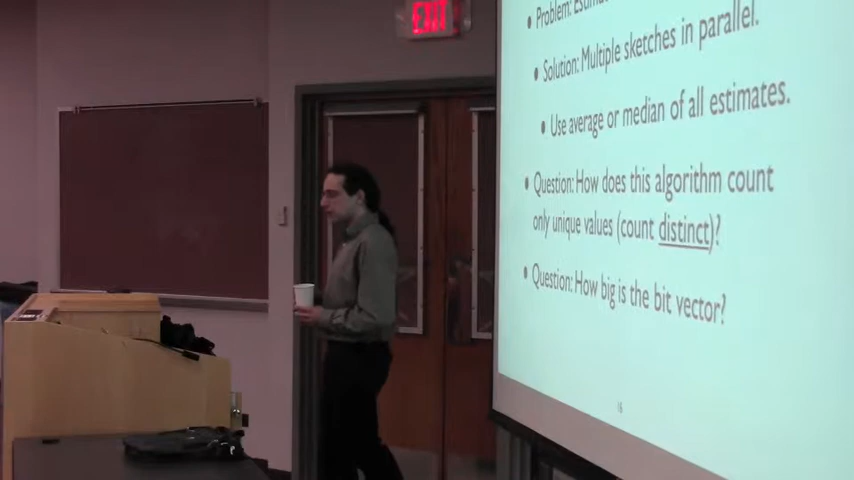 EXIT
• Problem: Estima
• Solution: Multiple sketches in parallel.
• Use average or median of all estimates.
• Question: How does this algorithm count
only unique values (count distinct)?
• Question: How big is the bit vector?
16